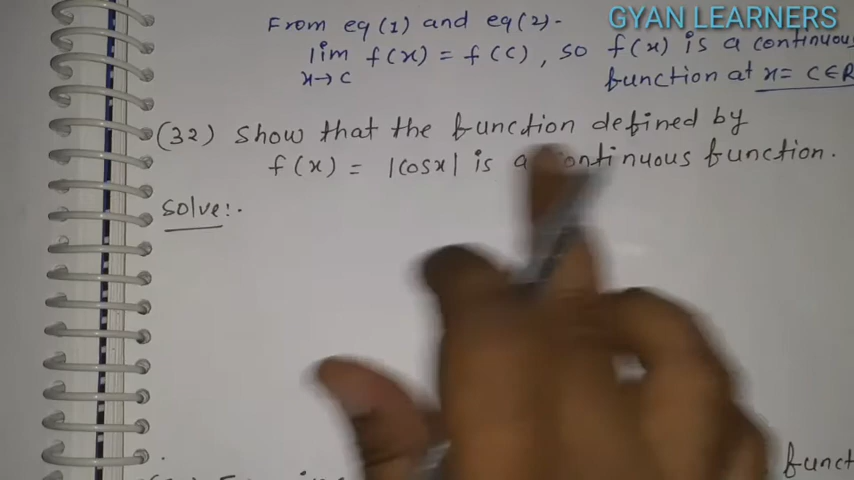 GYAN LEARNERS
From eq(1) and eq(2)-
lim f(x) = f(c), so f(x) is a continuous
x→c function at x= c∈R
(32) Show that the function defined by
f(x) = |cosx| is a continuous function.
Solve:-
funct